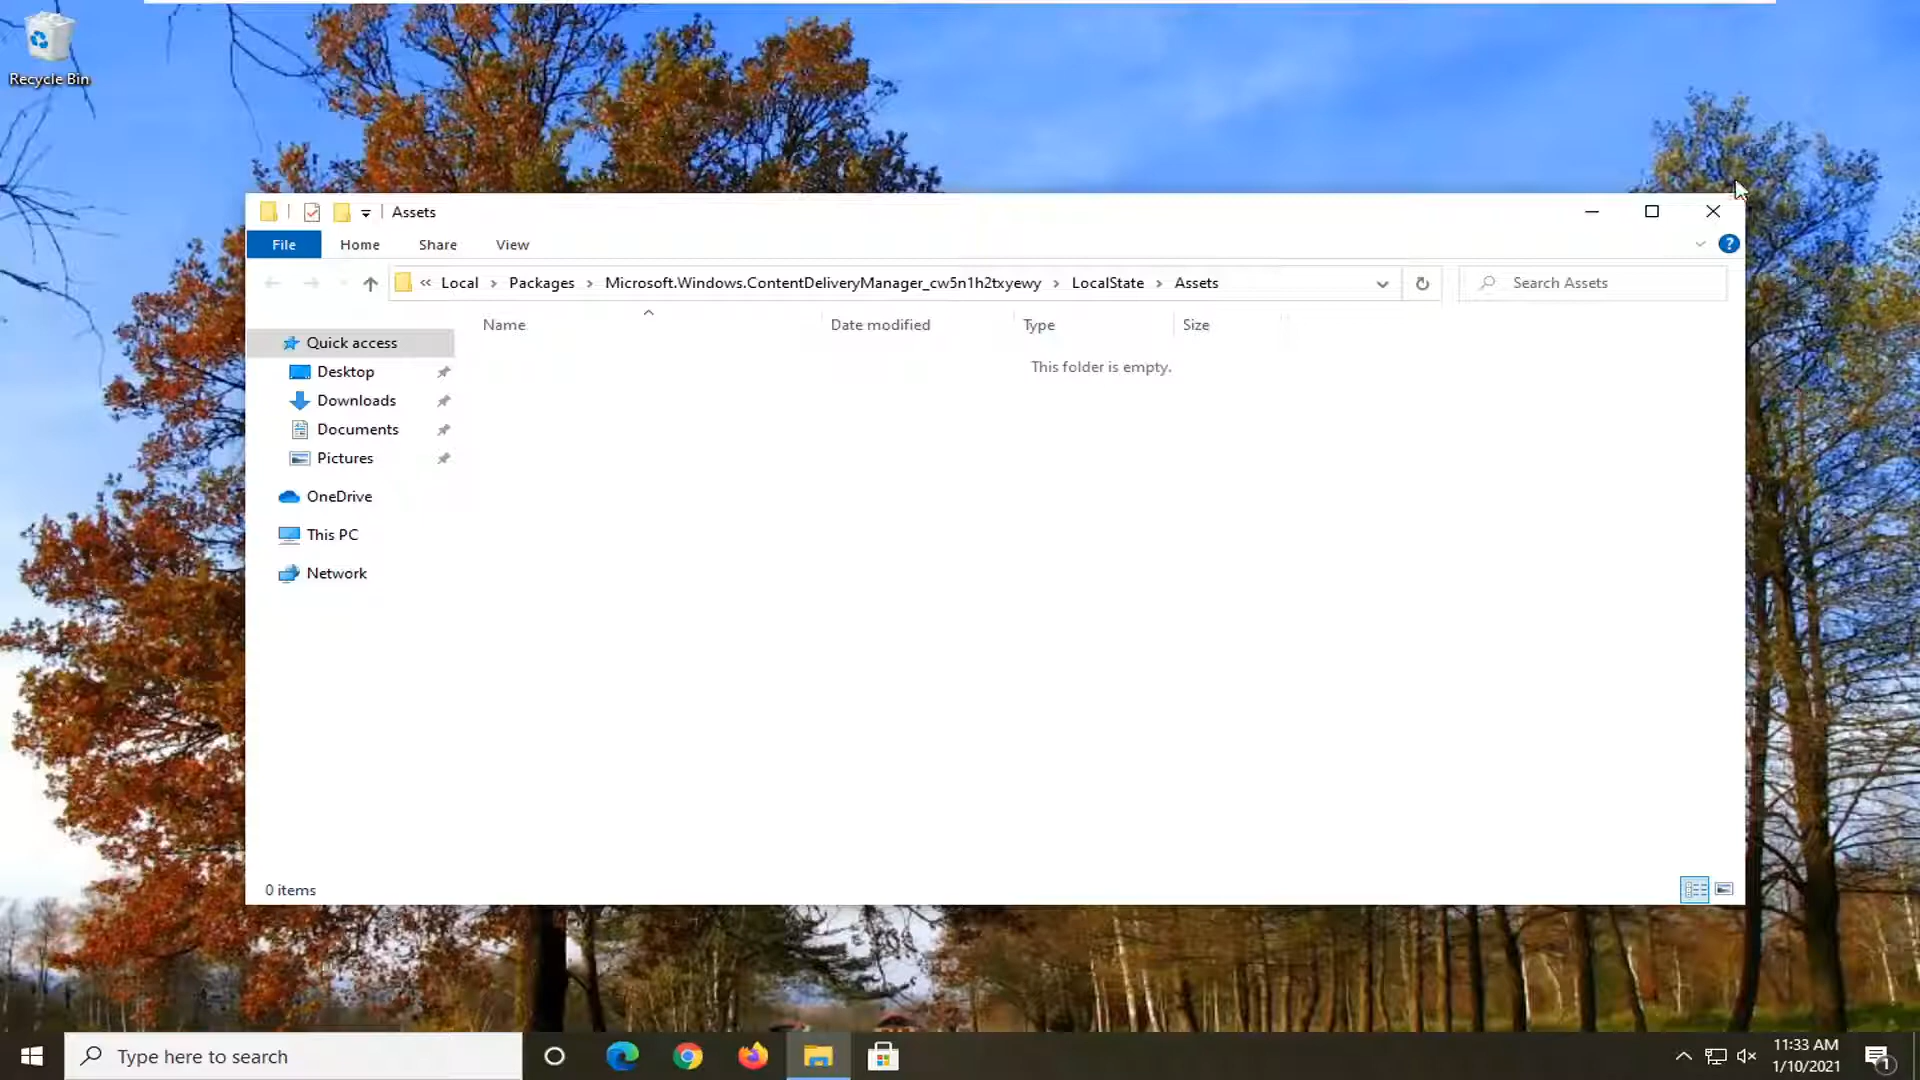 Recycle Bin
Assets
File Home Share View
« Local Packages Microsoft.Windows.ContentDeliveryManager_cw5n1h2txyewy LocalState Assets
Search Assets
Name Date modified Type Size
This folder is empty.
Quick access
Desktop
Downloads
Documents
Pictures
OneDrive
This PC
Network
0 items
Type here to search
11:33 AM
1/10/2021
1